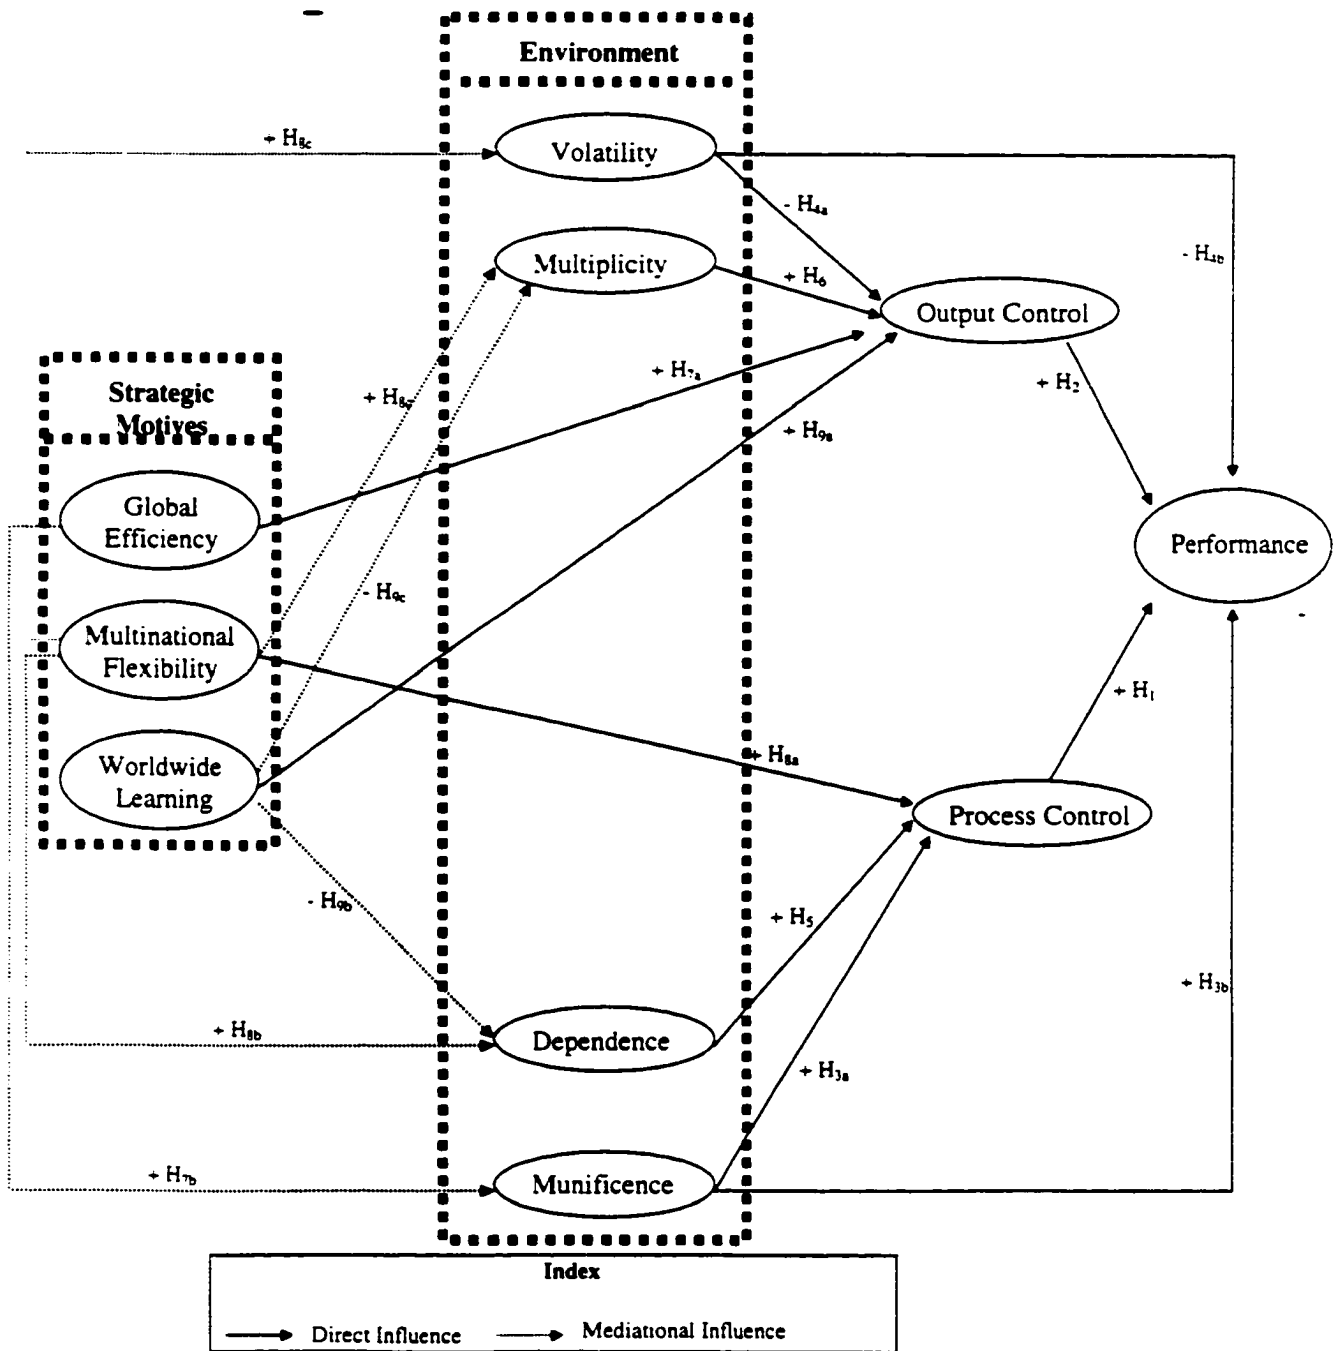 Environment
Volatility
+ H8c
- H4a
Multiplicity
- H4b
+ H6
Output Control
+ H7a
+ H2
Strategic
Motives
+ H9a
Global
Efficiency
Performance
- H9c
Multinational
Flexibility
+ H1
+ H8a
Worldwide
Learning
Process Control
- H9b
+ H5
+ H3b
+ H8b
Dependence
+ H3a
+ H7b
Munificence
Index
Direct Influence
Mediational Influence